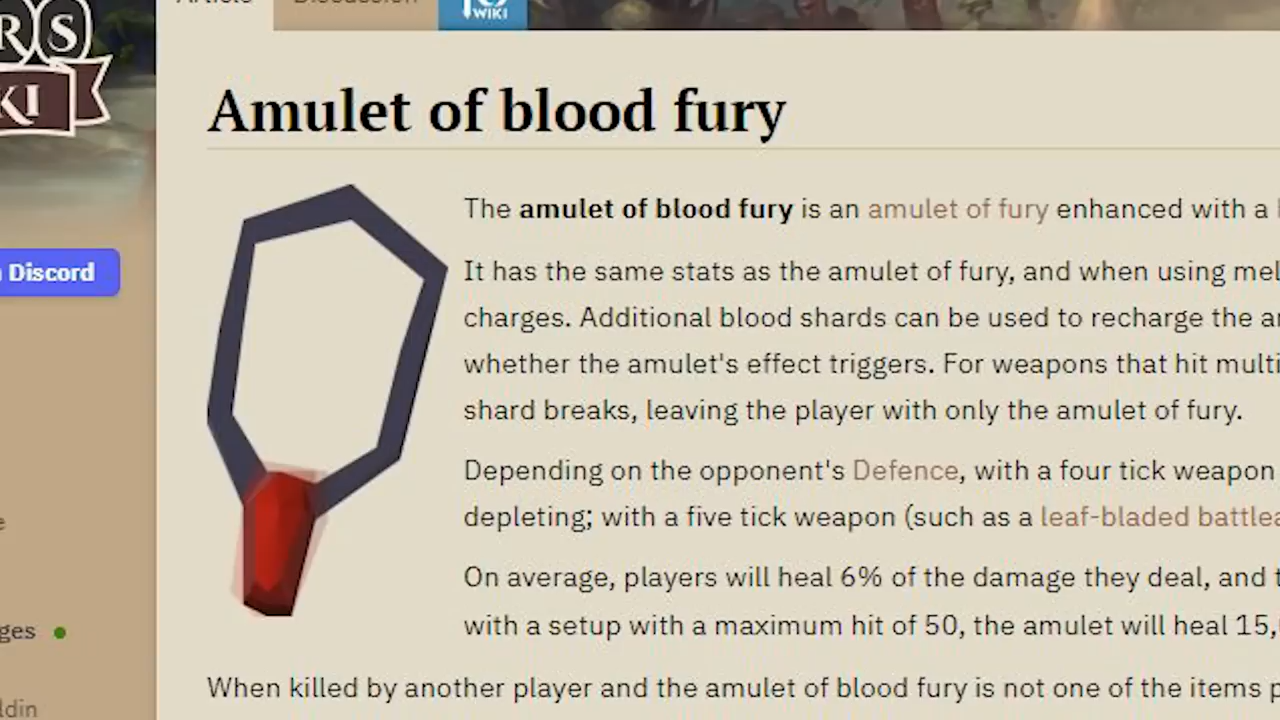 WIKI
RS
KI
Amulet of blood fury
The amulet of blood fury is an amulet of fury enhanced with a
Discord
It has the same stats as the amulet of fury, and when using
charges. Additional blood shards can be used to recharge the
whether the amulet's effect triggers. For weapons that hit
shard breaks, leaving the player with only the amulet of fury.
Depending on the opponent's Defence, with a four tick weapon
depleting; with a five tick weapon (such as a leaf-bladed
On average, players will heal 6% of the damage they deal, and
with a setup with a maximum hit of 50, the amulet will heal 15,
When killed by another player and the amulet of blood fury is not one of the items